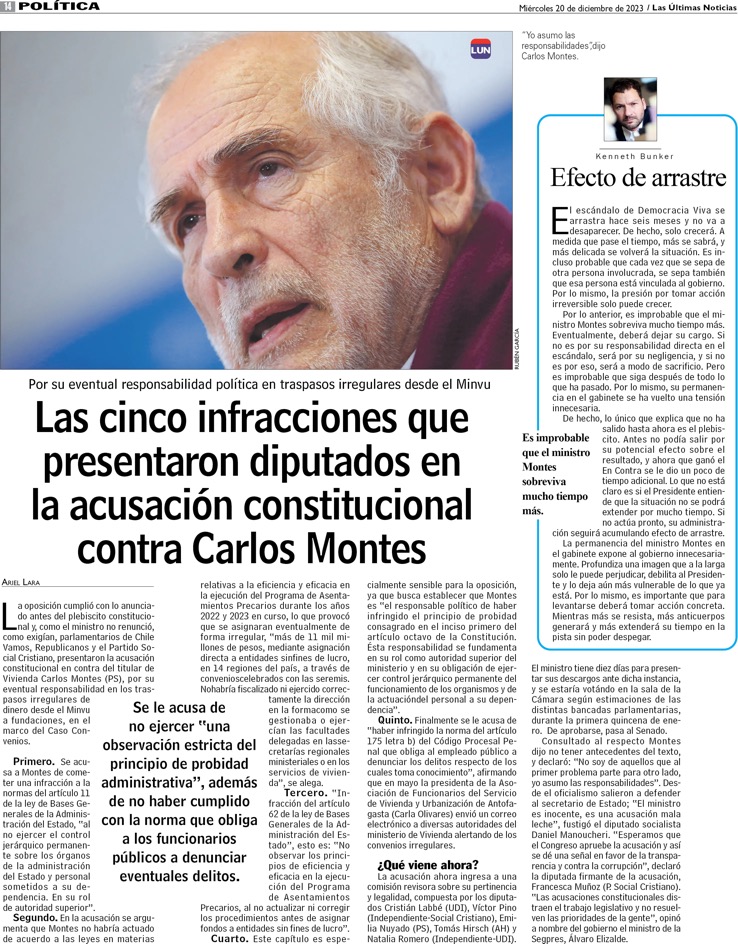 14 POLÍTICA
Miércoles 20 de diciembre de 2023 / Las Últimas Noticias
LUN
RUBÉN GARCÍA
"Yo asumo las
responsabilidades",dijo
Carlos Montes.
Por su eventual responsabilidad política en traspasos irregulares desde el Minvu
Las cinco infracciones que
presentaron diputados en
la acusación constitucional
contra Carlos Montes
ARIEL LARA
La oposición cumplió con lo anuncia-
do antes del plebiscito constitucio-
nal y, como el ministro no renunció,
como exigían, parlamentarios de Chile
Vamos, Republicanos y el Partido So-
cial Cristiano, presentaron la acusación
constitucional en contra del titular de
Vivienda Carlos Montes (PS), por su
eventual responsabilidad en los tras-
pasos irregulares de
dinero desde el Minvu
a fundaciones, en el
marco del Caso Con-
venios.
Primero. Se acu-
sa a Montes de come-
ter una infracción a la
normas del artículo 11
de la ley de Bases Ge-
nerales de la Adminis-
tración del Estado, "al
no ejercer el control
jerárquico permanen-
te sobre los órganos
de la administración
del Estado y personal
sometidos a su de-
pendencia. En su rol
de autoridad superior".
Segundo. En la acusación se argu-
menta que Montes no habría actuado
de acuerdo a las leyes en materias
Se le acusa de
no ejercer "una
observación estricta del
principio de probidad
administrativa", además
de no haber cumplido
con la norma que obliga
a los funcionarios
públicos a denunciar
eventuales delitos.
relativas a la eficiencia y eficacia en
la ejecución del Programa de Asenta-
mientos Precarios durante los años
2022 y 2023 en curso, lo que provocó
que se asignaran eventualmente de
forma irregular, "más de 11 mil mi-
llones de pesos, mediante asignación
directa a entidades sinfines de lucro,
en 14 regiones del país, a través de
convenioscelebrados con las seremis.
Nohabría fiscalizado ni ejercido correc-
tamente la dirección
en la formacomo se
gestionaba o ejer-
cían las facultades
delegadas en lasse-
cretarías regionales
ministeriales o en los
servicios de vivien-
da", se alega.
Tercero. "In-
fracción del artículo
62 de la ley de Bases
Generales de la Ad-
ministración del Es-
tado", esto es: "No
observar los princi-
pios de eficiencia y
eficacia en la ejecu-
ción del Programa
de Asentamientos
Precarios, al no actualizar ni corregir
los procedimientos antes de asignar
fondos a entidades sin fines de lucro".
Cuarto. Este capítulo es espe-
cialmente sensible para la oposición,
ya que busca establecer que Montes
es "el responsable político de haber
infringido el principio de probidad
consagrado en el inciso primero del
artículo octavo de la Constitución.
Ésta responsabilidad se fundamenta
en su rol como autoridad superior del
ministerio y en su obligación de ejer-
cer control jerárquico permanente del
funcionamiento de los organismos y de
la actuacióndel personal a su depen-
dencia".
Quinto. Finalmente se le acusa de
"haber infringido la norma del artículo
175 letra b) del Código Procesal Penal
que obliga al empleado público a
denunciar los delitos respecto de los
cuales toma conocimiento", afirmando
que en mayo la presidenta de la Aso-
ciación de Funcionarios del Servicio
de Vivienda y Urbanización de Antofa-
gasta (Carla Olivares) envió un correo
electrónico a diversas autoridades del
ministerio de Vivienda alertando de los
convenios irregulares.
¿Qué viene ahora?
La acusación ahora ingresa a una
comisión revisora sobre su pertinencia
y legalidad, compuesta por los diputa-
dos Cristián Labbé (UDI), Víctor Pino
(Independiente-Social Cristiano), Emi-
lia Nuyado (PS), Tomás Hirsch (AH) y
Natalia Romero (Independiente-UDI).
El ministro tiene diez días para presen-
tar sus descargos ante dicha instancia,
y se estaría votándo en la sala de la
Cámara según estimaciones de las
distintas bancadas parlamentarias,
durante la primera quincena de ene-
ro. De aprobarse, pasa al Senado.
Consultado al respecto Montes
dijo no tener antecedentes del texto,
y declaró: "No soy de aquellos que al
primer problema parte para otro lado,
yo asumo las responsabilidades". Des-
de el oficialismo salieron a defender
al secretario de Estado; "El ministro
es inocente, es una acusación mala
leche", fustigó el diputado socialista
Daniel Manoucheri. "Esperamos que
el Congreso apruebe la acusación y así
se dé una señal en favor de la transpa-
rencia y contra la corrupción", declaró
la diputada firmante de la acusación,
Francesca Muñoz (P. Social Cristiano).
"Las acusaciones constitucionales dis-
traen el trabajo legislativo y no resuel-
ven las prioridades de la gente", opinó
a nombre del gobierno el ministro de la
Segpres, Álvaro Elizalde.
Kenneth Bunker
Efecto de arrastre
El escándalo de Democracia Viva se
arrastra hace seis meses y no va a
desaparecer. De hecho, solo crecerá. A
medida que pase el tiempo, más se sabrá, y
más delicada se volverá la situación. Es in-
cluso probable que cada vez que se sepa de
otra persona involucrada, se sepa también
que esa persona está vinculada al gobierno.
Por lo mismo, la presión por tomar acción
irreversible solo puede crecer.
Por lo anterior, es improbable que el mi-
nistro Montes sobreviva mucho tiempo más.
Eventualmente, deberá dejar su cargo. Si
no es por su responsabilidad directa en el
escándalo, será por su negligencia, y si no
es por eso, será a modo de sacrificio. Pero
es improbable que siga después de todo lo
que ha pasado. Por lo mismo, su permanen-
cia en el gabinete se ha vuelto una tensión
innecesaria.
De hecho, lo único que explica que no ha
salido hasta ahora es el plebis-
cito. Antes no podía salir por
su potencial efecto sobre el
resultado, y ahora que ganó el
En Contra se le dio un poco de
tiempo adicional. Lo que no está
claro es si el Presidente entien-
de que la situación no se podrá
extender por mucho tiempo. Si
no actúa pronto, su administra-
ción seguirá acumulando efecto de arrastre.
La permanencia del ministro Montes en
el gabinete expone al gobierno innecesaria-
mente. Profundiza una imagen que a la larga
solo le puede perjudicar, debilita al Presiden-
te y lo deja aún más vulnerable de lo que ya
está. Por lo mismo, es importante que para
levantarse deberá tomar acción concreta.
Mientras más se resista, más anticuerpos
generará y más extenderá su tiempo en la
pista sin poder despegar.
Es improbable
que el ministro
Montes
sobreviva
mucho tiempo
más.